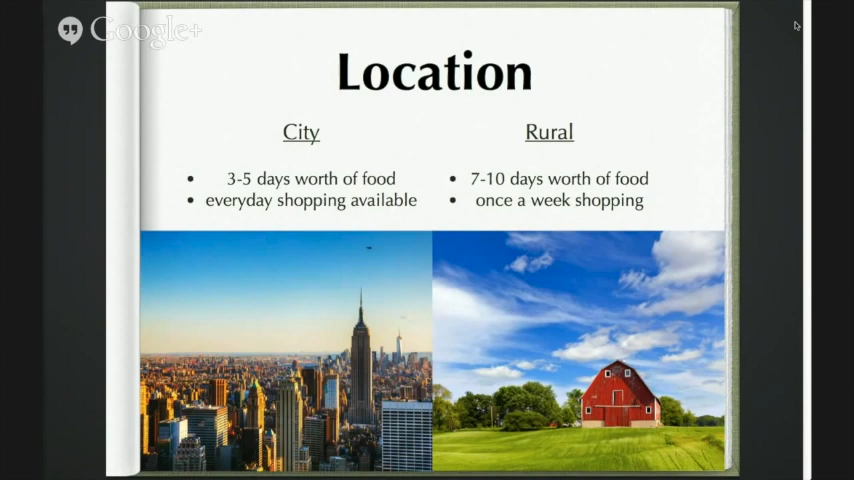 Google+
Location
City
Rural
• 3-5 days worth of food
• everyday shopping available
• 7-10 days worth of food
• once a week shopping